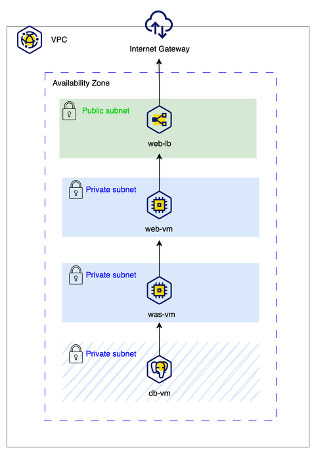 VPC
Internet Gateway
Availability Zone
Public subnet
web-lb
Private subnet
web-vm
Private subnet
was-vm
Private subnet
db-vm